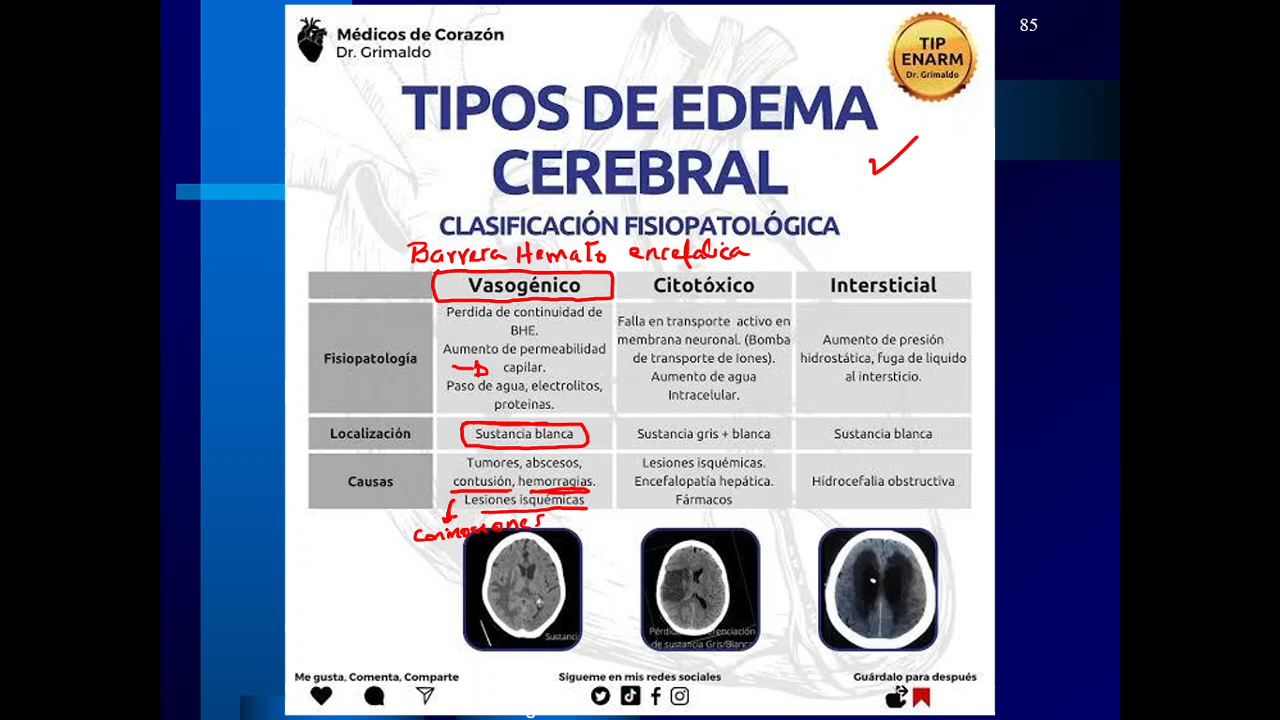 85
Médicos de Corazón
Dr. Grimaldo
TIP
ENARM
Dr. Grimaldo
TIPOS DE EDEMA
CEREBRAL
CLASIFICACIÓN FISIOPATOLÓGICA
Barrera Hemato encefalica
Vasogénico Citotóxico Intersticial
Fisiopatología
Perdida de continuidad de
BHE.
Aumento de permeabilidad
capilar.
Paso de agua, electrolitos,
proteinas.
Falla en transporte activo en
membrana neuronal. (Bomba
de transporte de Iones).
Aumento de agua
Intracelular.
Aumento de presión
hidrostática, fuga de liquido
al intersticio.
Localización Sustancia blanca Sustancia gris + blanca Sustancia blanca
Causas
Tumores, abscesos,
contusión, hemorragias.
Lesiones isquémicas
Lesiones isquémicas.
Encefalopatía hepática.
Fármacos
Hidrocefalia obstructiva
de sustancia Gris/Blanca
Me gusta, Comenta, Comparte
Sigueme en mis redes sociales
Guárdalo para después